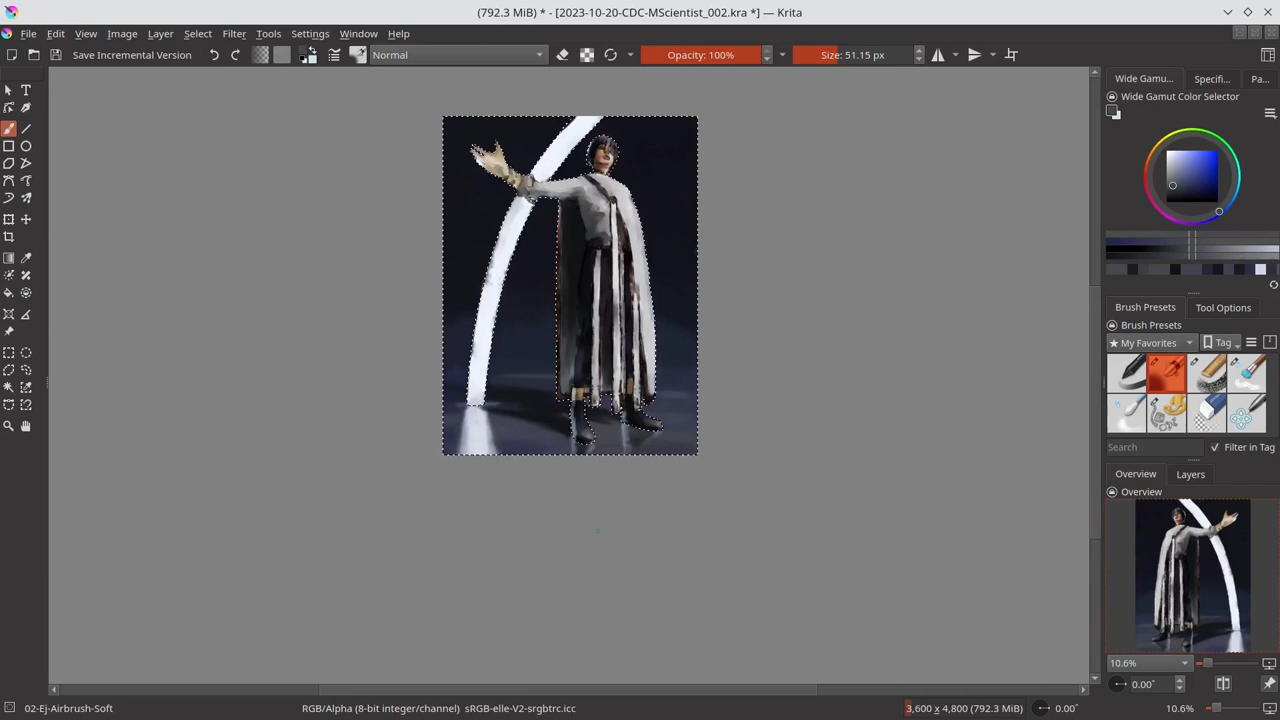 (792.3 MiB) * - [2023-10-20-CDC-MScientist_002.kra *] — Krita
File Edit View Image Layer Select Filter Tools Settings Window Help
Save Incremental Version Normal Opacity: 100% Size: 51.15 px
Wide Gamu... Specifi... Pa...
Wide Gamut Color Selector
Brush Presets Tool Options
Brush Presets
My Favorites Tag
Search Filter in Tag
Overview Layers
Overview
10.6%
0.00°
02-Ej-Airbrush-Soft RGB/Alpha (8-bit integer/channel) sRGB-elle-V2-srgbtrc.icc 3,600 x 4,800 (792.3 MiB) 0.00° 10.6%